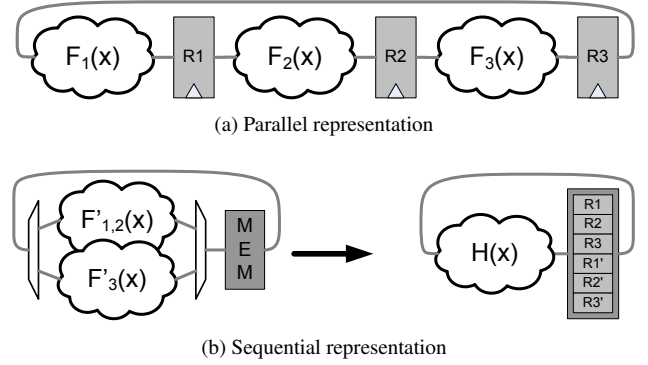 F1(x) R1 F2(x) R2 F3(x) R3
(a) Parallel representation
F'1,2(x)
F'3(x)
M
E
M
H(x)
R1
R2
R3
R1'
R2'
R3'
(b) Sequential representation